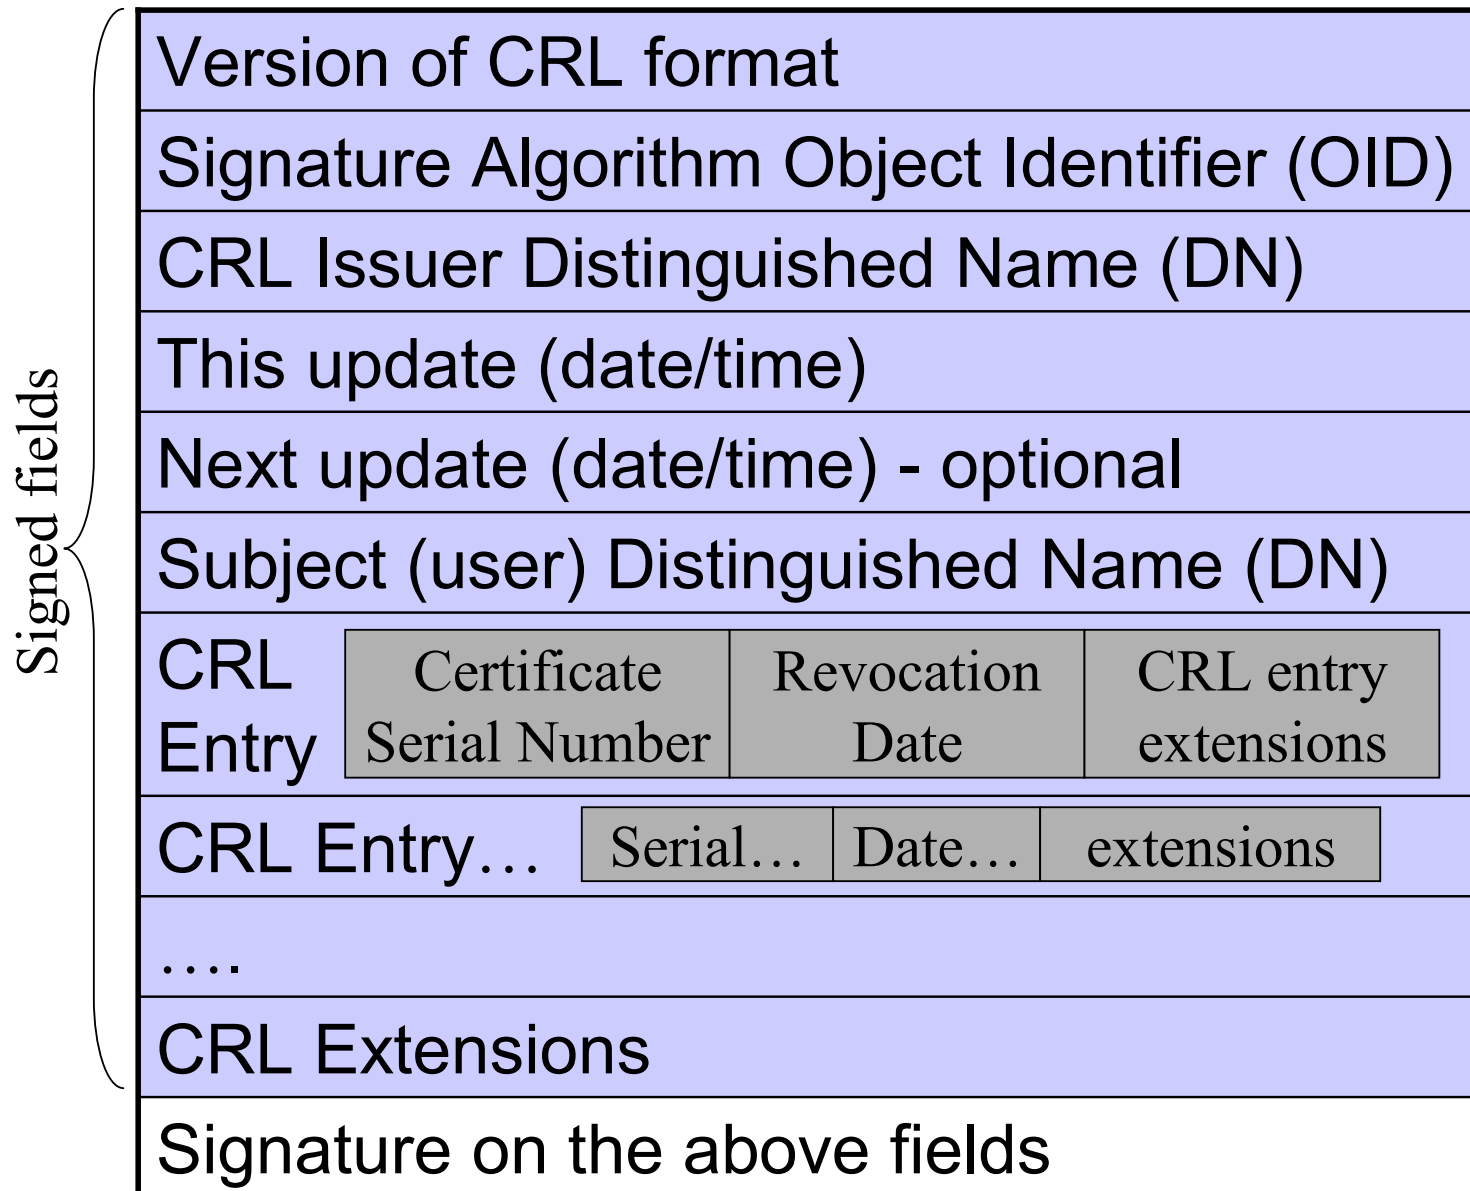 Signed fields
Version of CRL format
Signature Algorithm Object Identifier (OID)
CRL Issuer Distinguished Name (DN)
This update (date/time)
Next update (date/time) - optional
Subject (user) Distinguished Name (DN)
CRL
Entry
Certificate
Serial Number
Revocation
Date
CRL entry
extensions
CRL Entry…
Serial…
Date…
extensions
….
CRL Extensions
Signature on the above fields